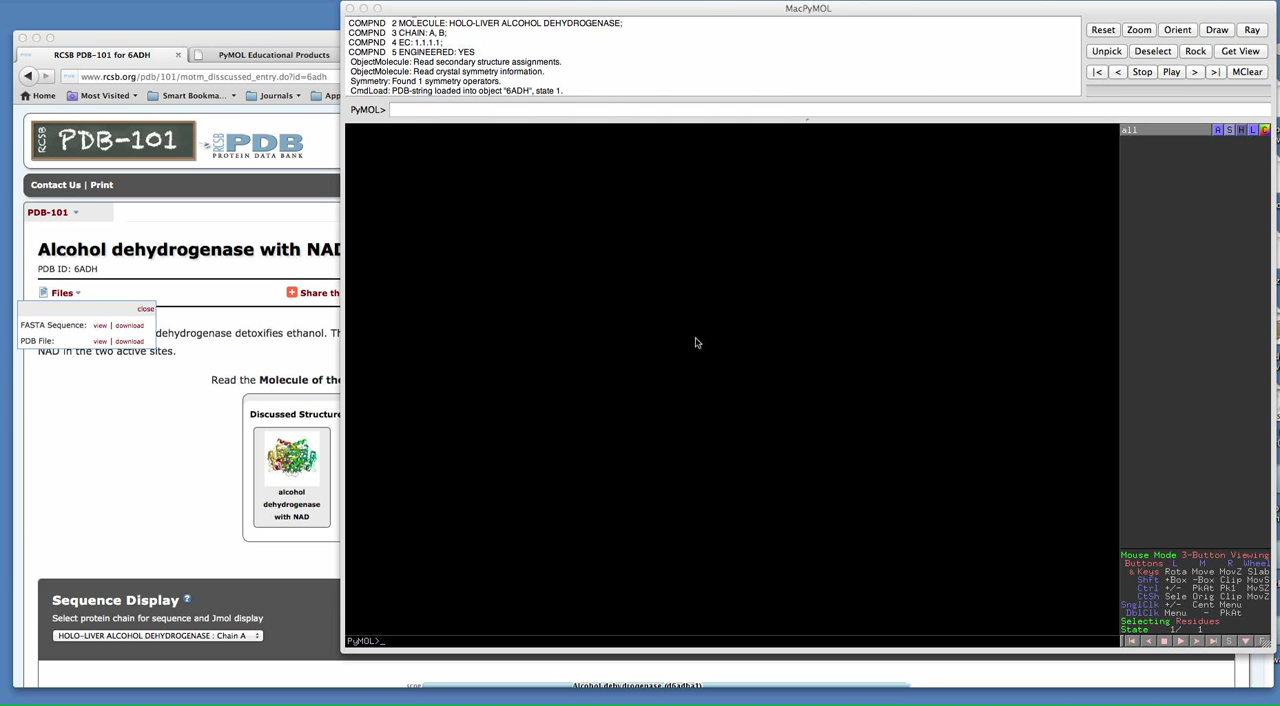 MacPyMOL
COMPND   2 MOLECULE: HOLO-LIVER ALCOHOL DEHYDROGENASE;
COMPND   3 CHAIN: A, B;
COMPND   4 EC: 1.1.1.1;
COMPND   5 ENGINEERED: YES
ObjectMolecule: Read secondary structure assignments.
ObjectMolecule: Read crystal symmetry information.
Symmetry: Found 1 symmetry operators.
CmdLoad: PDB-string loaded into object "6ADH", state 1.
Reset Zoom Orient Draw Ray
Unpick Deselect Rock Get View
|< < Stop Play > >| MClear
PyMOL>
RCSB PDB-101 for 6ADH
PyMOL Educational Products
www.rcsb.org/pdb/101/motm_disscussed_entry.do?id=6adh
Home Most Visited Smart Bookma... Journals App
RCSB PDB-101 RCSB PDB
PROTEIN DATA BANK
Contact Us | Print
PDB-101
Alcohol dehydrogenase with NAD
PDB ID: 6ADH
Files Share th
close
FASTA Sequence: view | download
PDB File: view | download
dehydrogenase detoxifies ethanol. Th
NAD in the two active sites.
Read the Molecule of the
Discussed Structure
alcohol
dehydrogenase
with NAD
Sequence Display ?
Select protein chain for sequence and Jmol display
HOLO-LIVER ALCOHOL DEHYDROGENASE : Chain A
scop Alcohol dehydrogenase (d6adha1)
all A S H L C
Mouse Mode 3-Button Viewing
Buttons L M R Wheel
& Keys Rota Move MovZ Slab
Shft +Box -Box Clip MovS
Ctrl +/- PkAt Pk1 MvSZ
CtSh Sele Orig Clip MovZ
SnglClk +/- Cent Menu
DblClk Menu - PkAt
Selecting Residues
State 1/ 1
PyMOL>_
|< < > >| S F